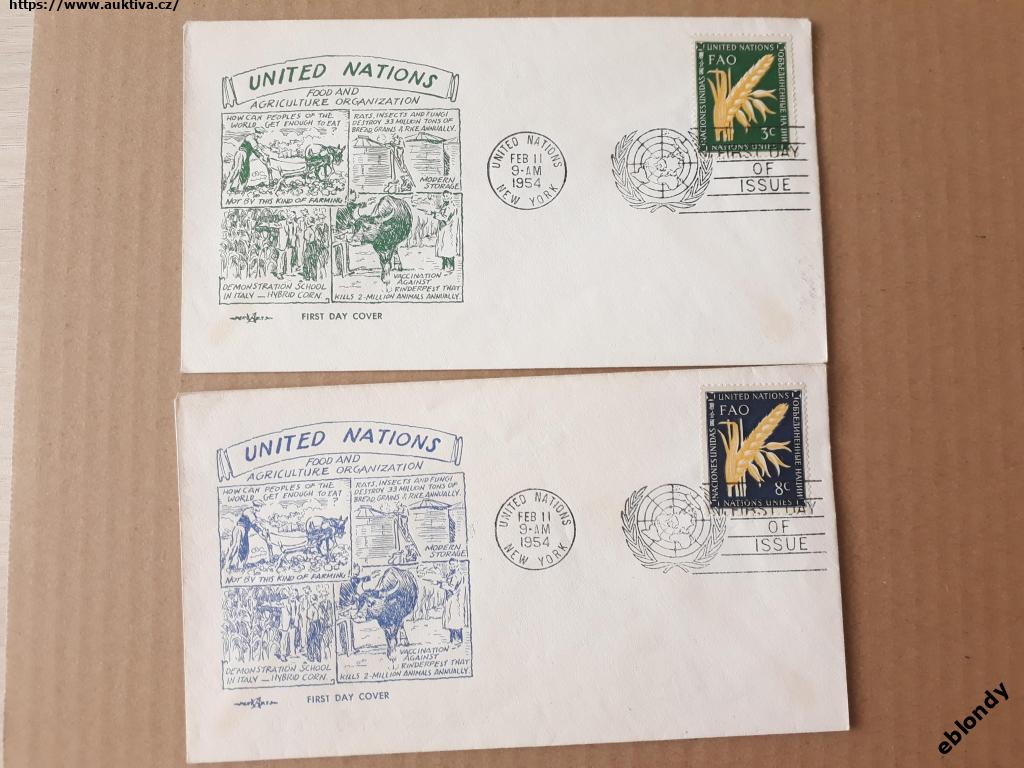 https://www.auktiva.cz/
UNITED NATIONS
FOOD AND
AGRICULTURE ORGANIZATION
HOW CAN PEOPLES OF THE
WORLD GET ENOUGH TO EAT
?
NOT BY THIS KIND OF FARMING
RATS, INSECTS AND FUNGI
DESTROY 33 MILLION TONS OF
BREAD GRAINS & RICE ANNUALLY.
MODERN
STORAGE
DEMONSTRATION SCHOOL
IN ITALY — HYBRID CORN.
VACCINATION
AGAINST
RINDERPEST THAT
KILLS 2-MILLION ANIMALS ANNUALLY.
FIRST DAY COVER
UNITED NATIONS
FEB 11
9-AM
1954
NEW YORK
UNITED NATIONS
FAO
NACIONES UNIDAS
ОБЪЕДИНЕННЫЕ НАЦИИ
3c
NATIONS UNIES
FIRST DAY
OF
ISSUE
UNITED NATIONS
FOOD AND
AGRICULTURE ORGANIZATION
HOW CAN PEOPLES OF THE
WORLD GET ENOUGH TO EAT
?
NOT BY THIS KIND OF FARMING
RATS, INSECTS AND FUNGI
DESTROY 33 MILLION TONS OF
BREAD GRAINS & RICE ANNUALLY.
MODERN
STORAGE
DEMONSTRATION SCHOOL
IN ITALY — HYBRID CORN.
VACCINATION
AGAINST
RINDERPEST THAT
KILLS 2-MILLION ANIMALS ANNUALLY.
FIRST DAY COVER
UNITED NATIONS
FEB 11
9-AM
1954
NEW YORK
UNITED NATIONS
FAO
NACIONES UNIDAS
ОБЪЕДИНЕННЫЕ НАЦИИ
8c
NATIONS UNIES
FIRST DAY
OF
ISSUE
eblondy